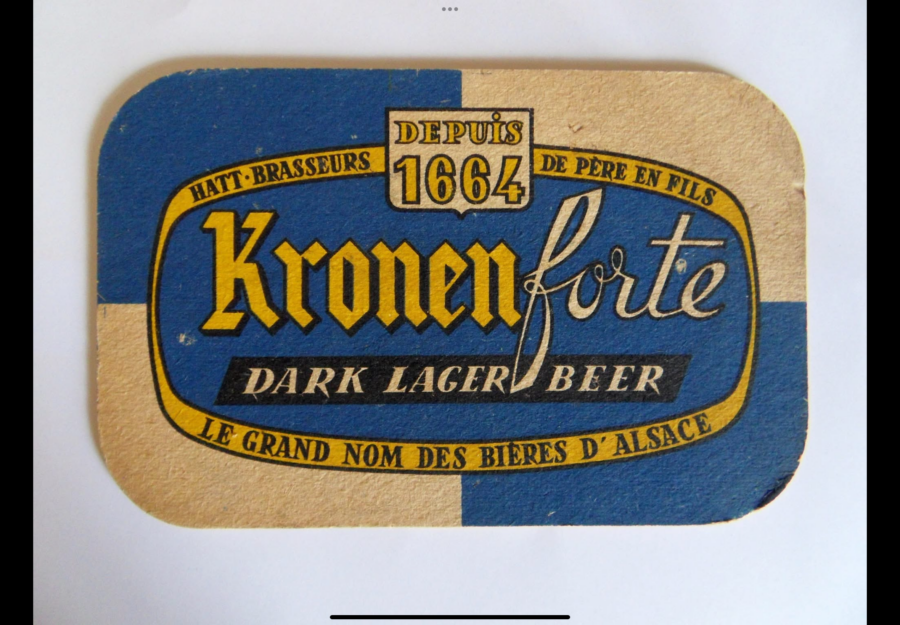 DEPUiS
1664
HATT·BRASSEURS DE PÈRE EN FILS
Kronenforte
DARK LAGER BEER
LE GRAND NOM DES BIÈRES D'ALSACE